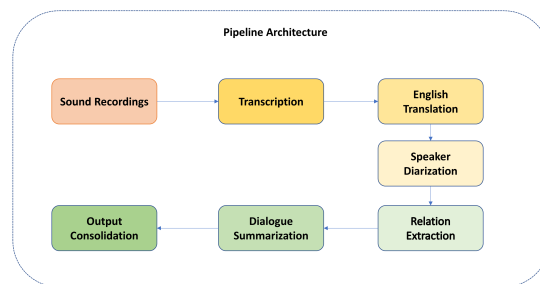 Pipeline Architecture
Sound Recordings
Transcription
English
Translation
Speaker
Diarization
Relation
Extraction
Dialogue
Summarization
Output
Consolidation